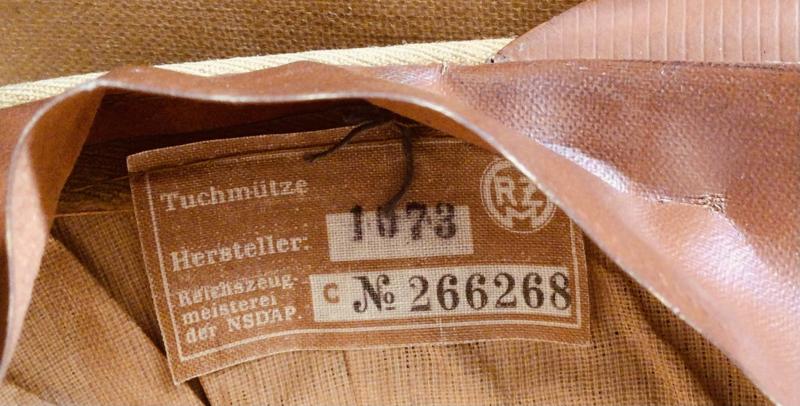 Tuchmütze
RZM
Hersteller: 1073
Reichszeug-
meisterei
der NSDAP.
C № 266268